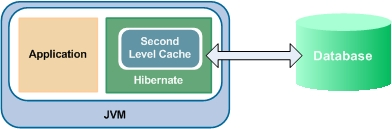 Application
Second
Level Cache
Hibernate
JVM
Database